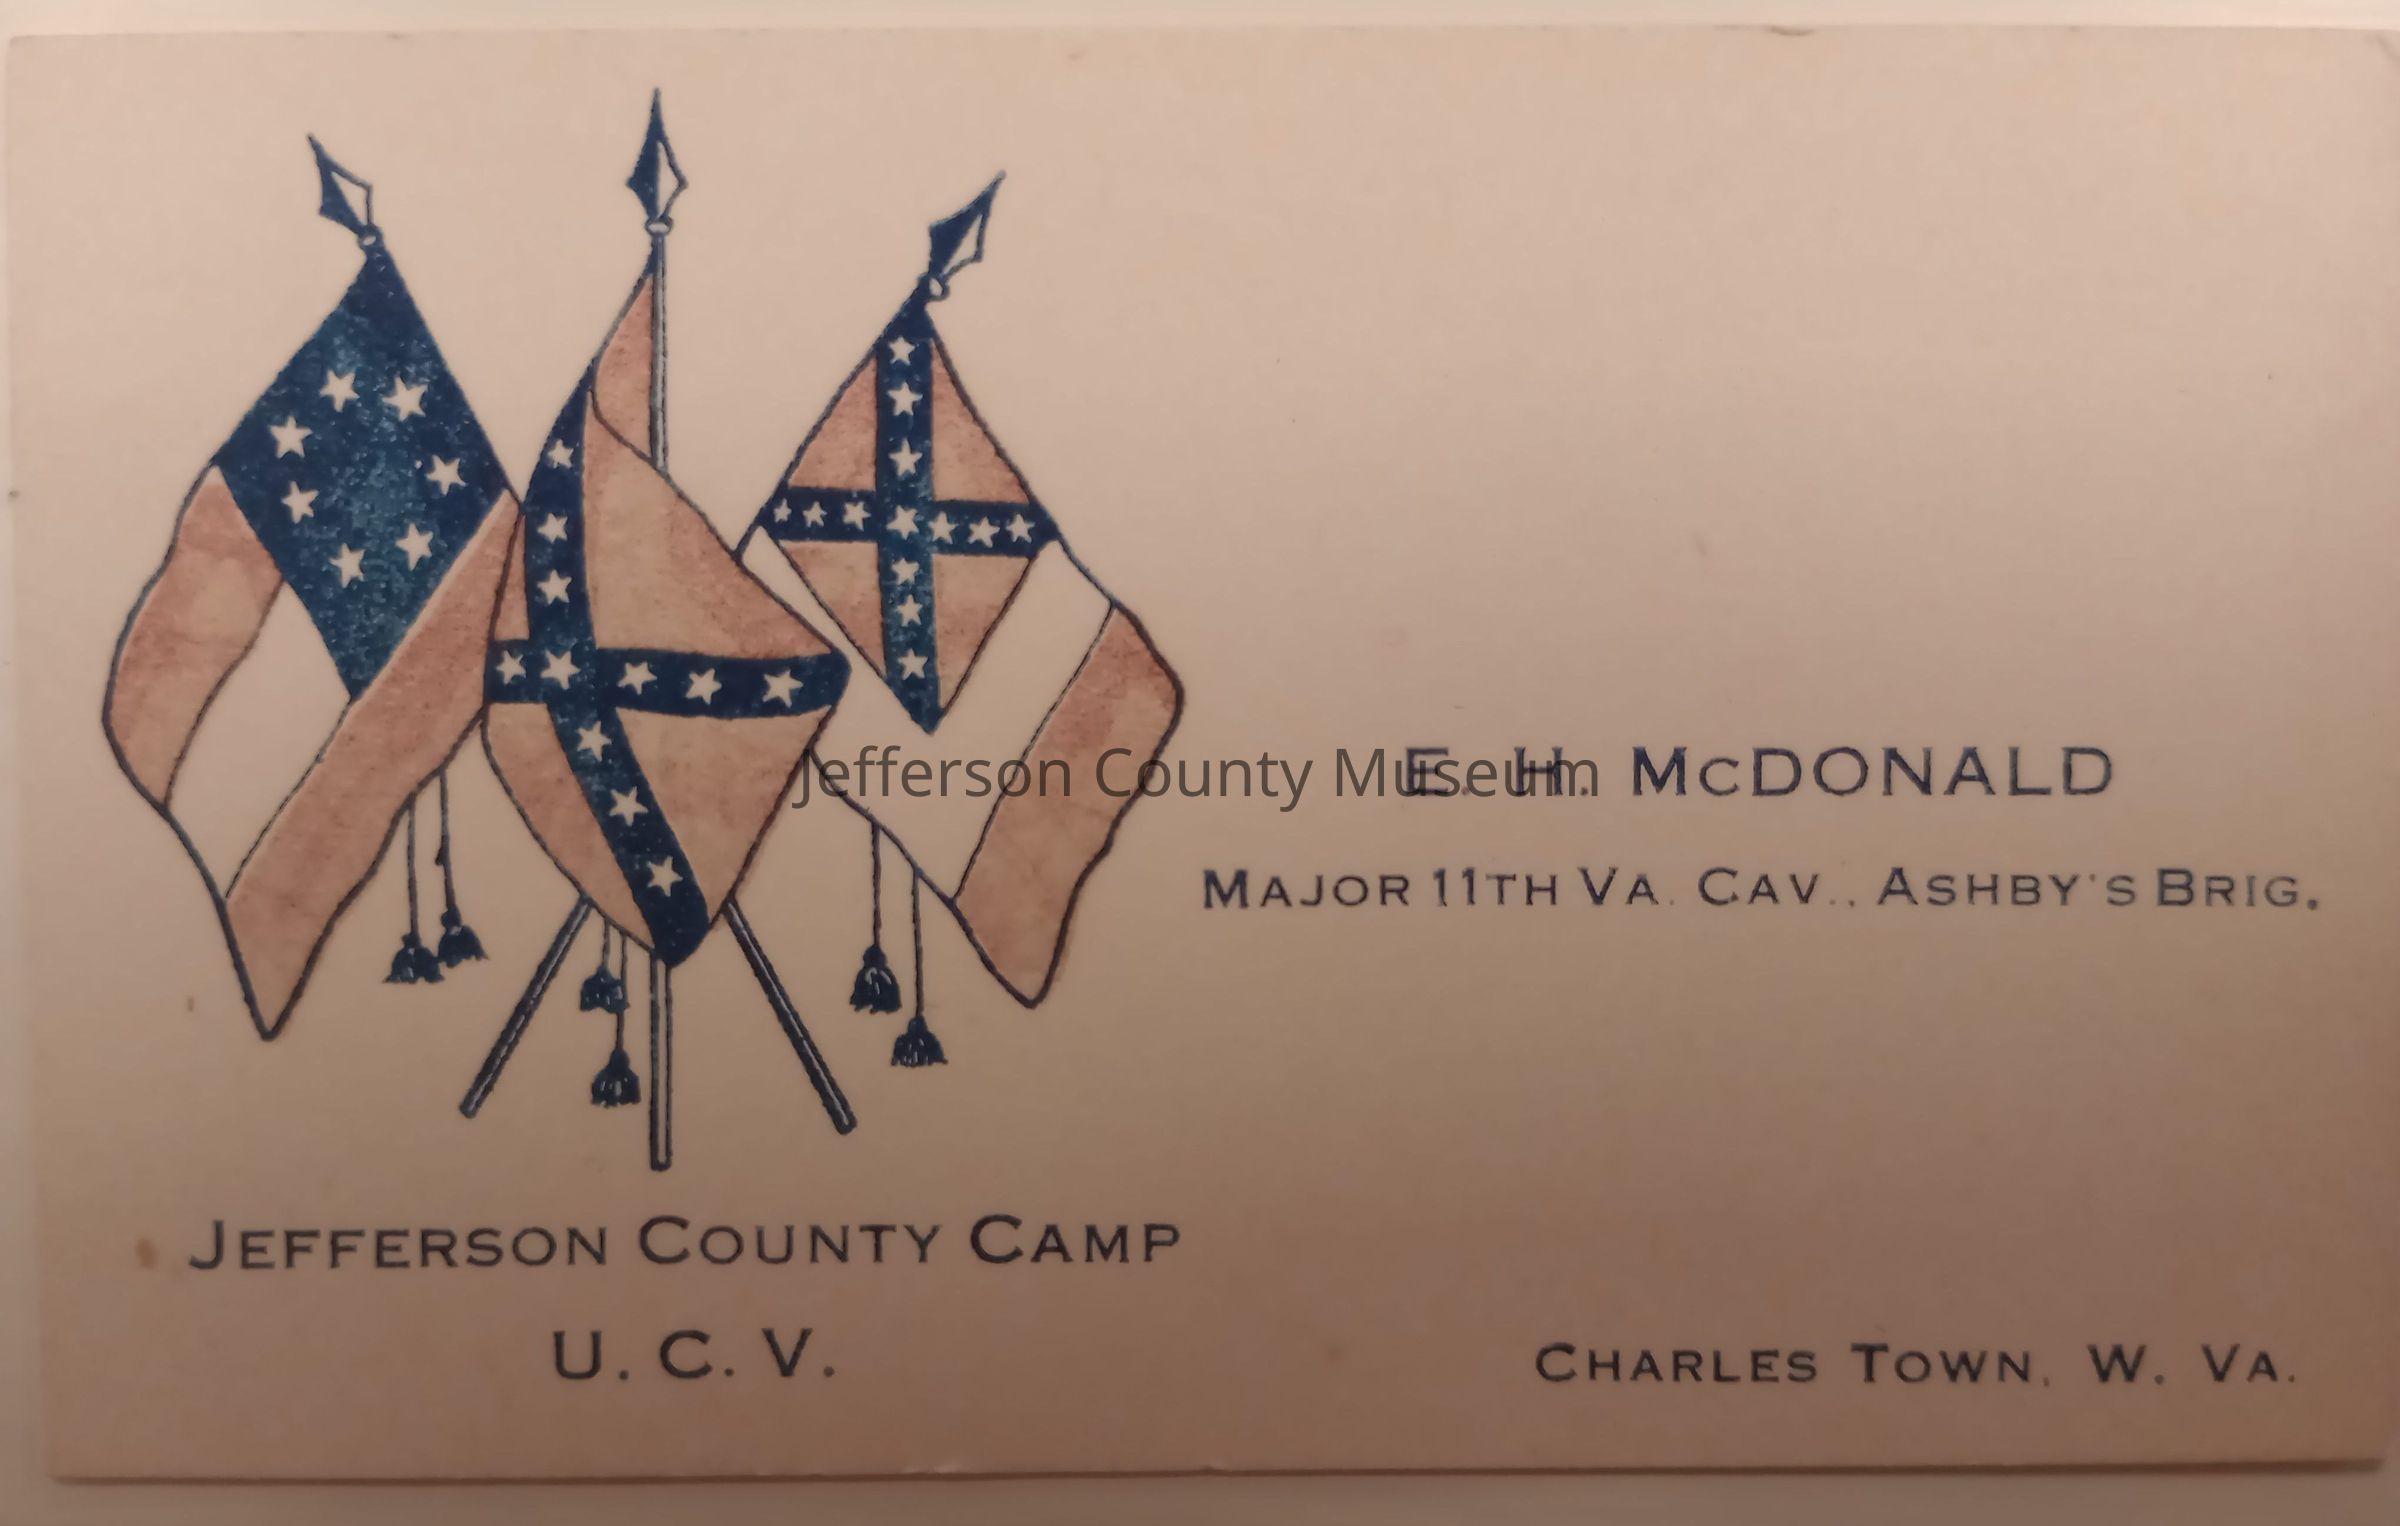 Jefferson County Museum
E. H. McDONALD
MAJOR 11TH VA. CAV., ASHBY'S BRIG.
JEFFERSON COUNTY CAMP
U. C. V.
CHARLES TOWN, W. VA.